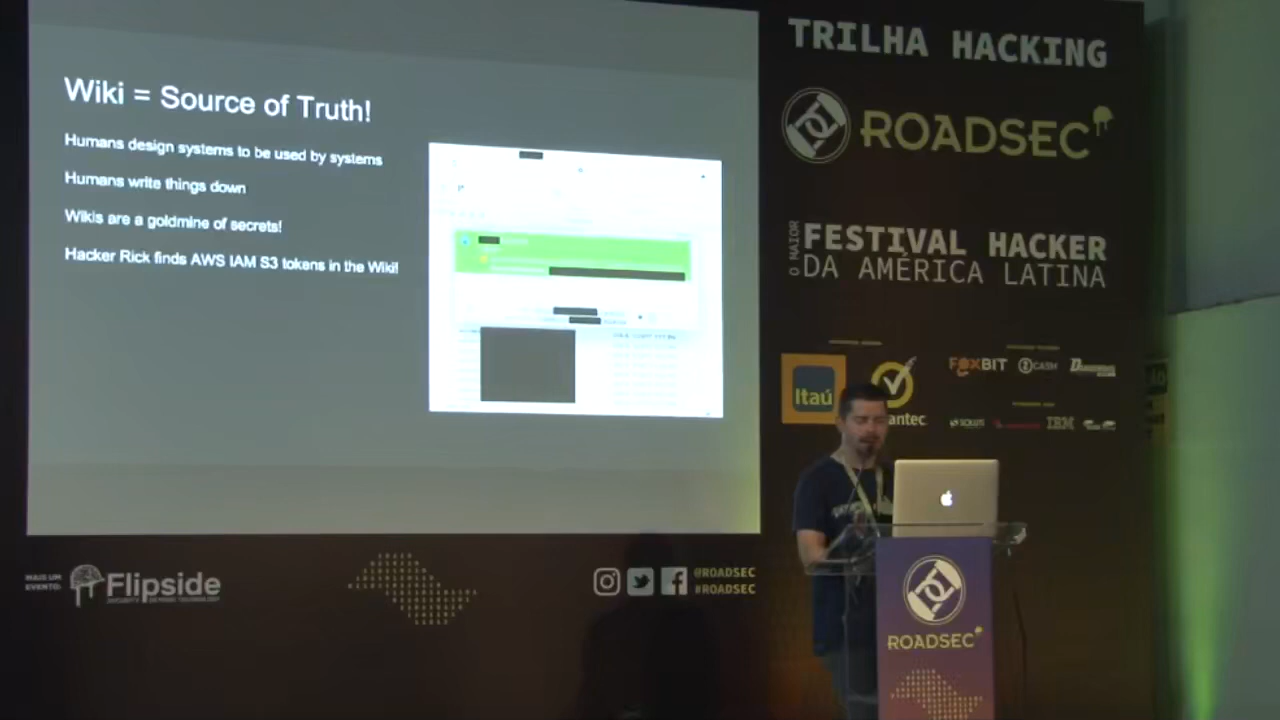 Wiki = Source of Truth!
Humans design systems to be used by systems
Humans write things down
Wikis are a goldmine of secrets!
Hacker Rick finds AWS IAM S3 tokens in the Wiki!
TRILHA HACKING
ROADSEC
O MAIOR
FESTIVAL HACKER
DA AMÉRICA LATINA
Itaú
antec
FOXBIT
CASH
IBM
MAIS UM
EVENTO:
Flipside
@ROADSEC
#ROADSEC
ROADSEC